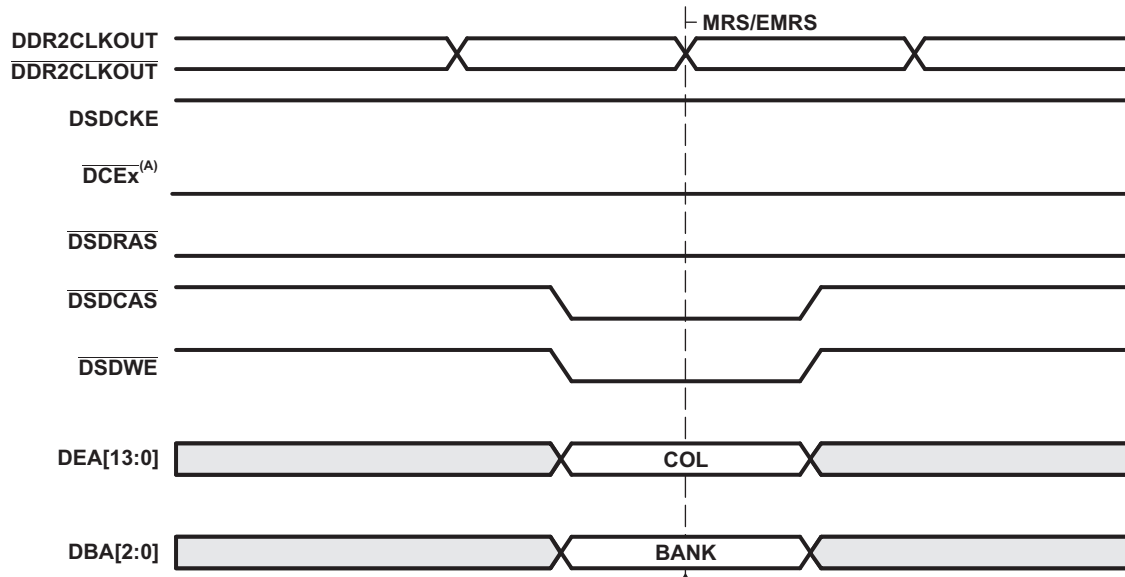 MRS/EMRS
DDR2CLKOUT
DDR2CLKOUT
DSDCKE
DCEx(A)
DSDRAS
DSDCAS
DSDWE
DEA[13:0] COL
DBA[2:0] BANK